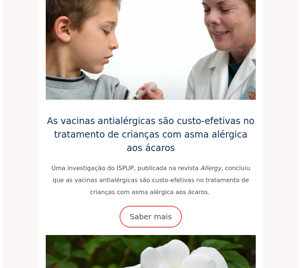 As vacinas antialérgicas são custo-efetivas no
tratamento de crianças com asma alérgica
aos ácaros
Uma investigação do ISPUP, publicada na revista Allergy, concluiu
que as vacinas antialérgicas são custo-efetivas no tratamento de
crianças com asma alérgica aos ácaros.
Saber mais